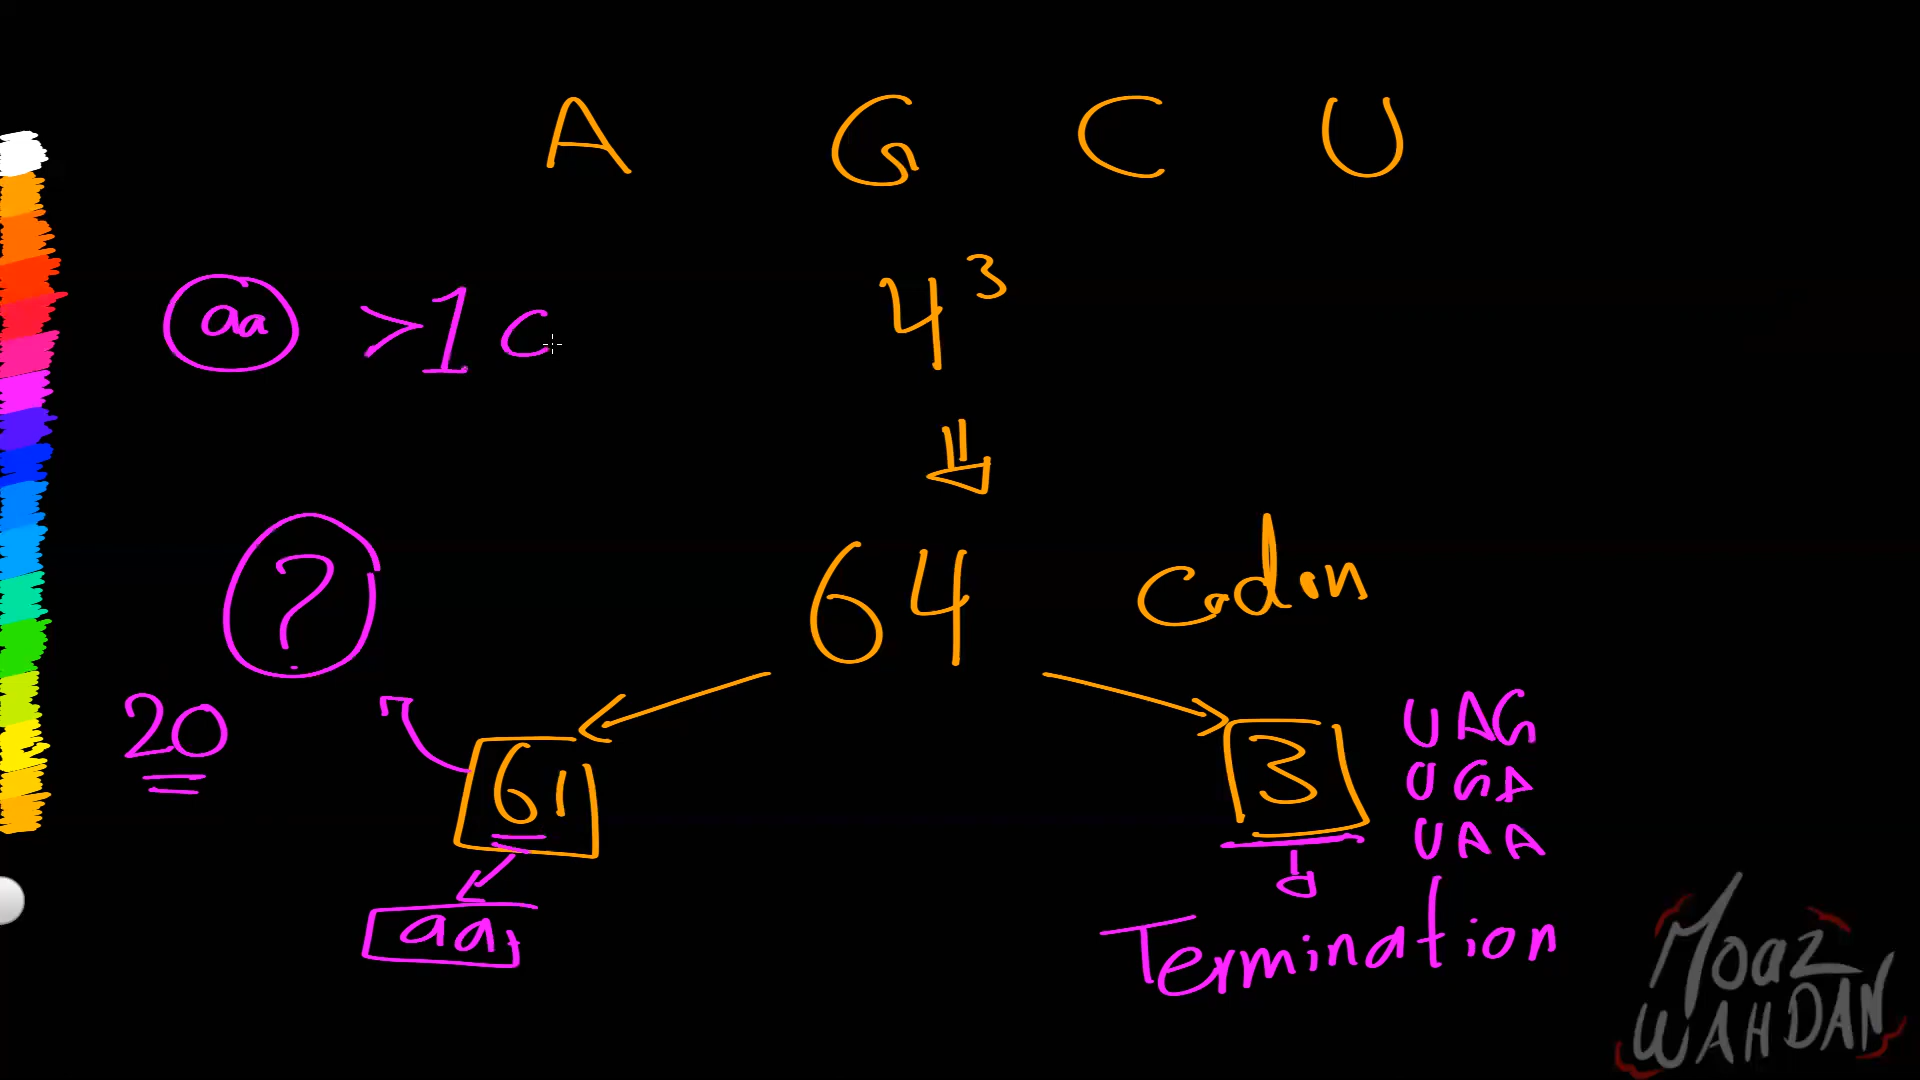 A G C U
4³
aa >1 c
64 Codon
?
20
61
3
UAG
UGA
UAA
aa
Termination
MOAZ
WAHDAN